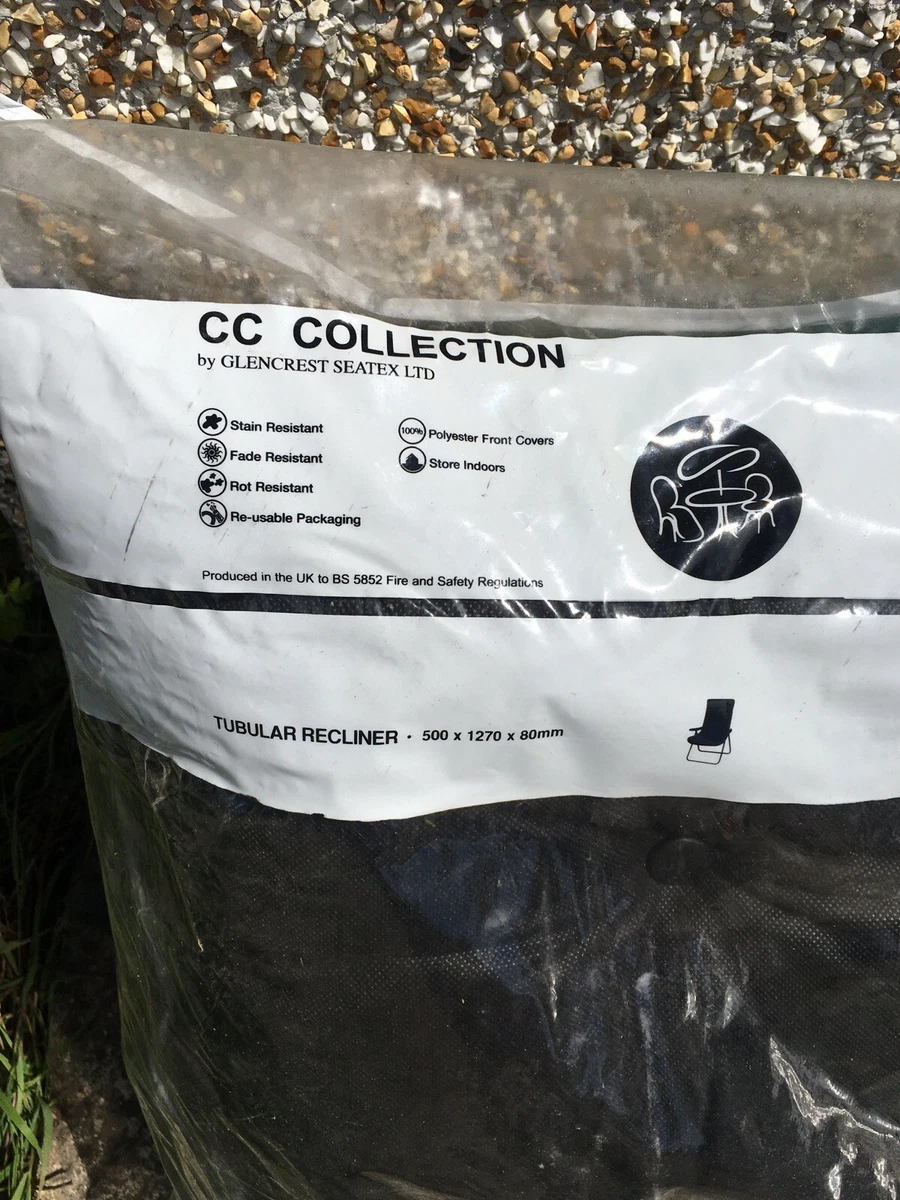 CC COLLECTION
by GLENCREST SEATEX LTD
Stain Resistant
Fade Resistant
Rot Resistant
Re-usable Packaging
100% Polyester Front Covers
Store Indoors
Produced in the UK to BS 5852 Fire and Safety Regulations
TUBULAR RECLINER · 500 x 1270 x 80mm